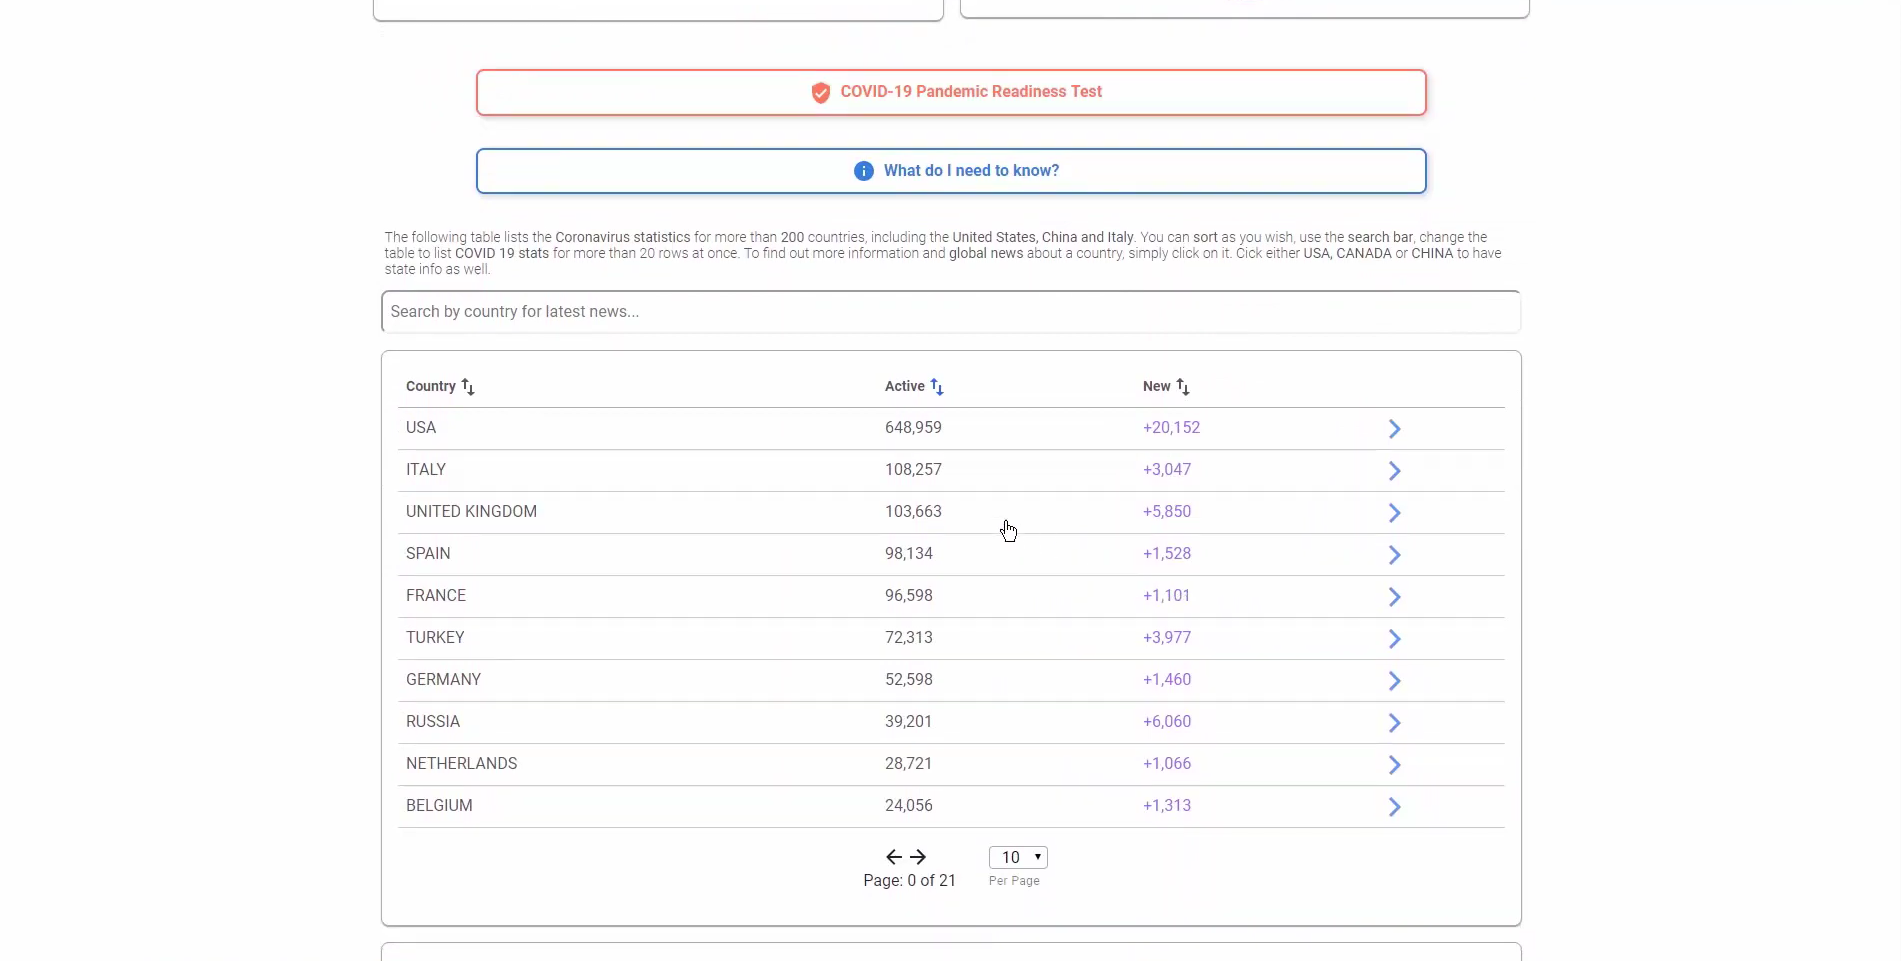 COVID-19 Pandemic Readiness Test
What do I need to know?
The following table lists the Coronavirus statistics for more than 200 countries, including the United States, China and Italy. You can sort as you wish, use the search bar, change the
table to list COVID 19 stats for more than 20 rows at once. To find out more information and global news about a country, simply click on it. Cick either USA, CANADA or CHINA to have
state info as well.
Search by country for latest news...
Country Active New
USA 648,959 +20,152
ITALY 108,257 +3,047
UNITED KINGDOM 103,663 +5,850
SPAIN 98,134 +1,528
FRANCE 96,598 +1,101
TURKEY 72,313 +3,977
GERMANY 52,598 +1,460
RUSSIA 39,201 +6,060
NETHERLANDS 28,721 +1,066
BELGIUM 24,056 +1,313
10
Page: 0 of 21 Per Page